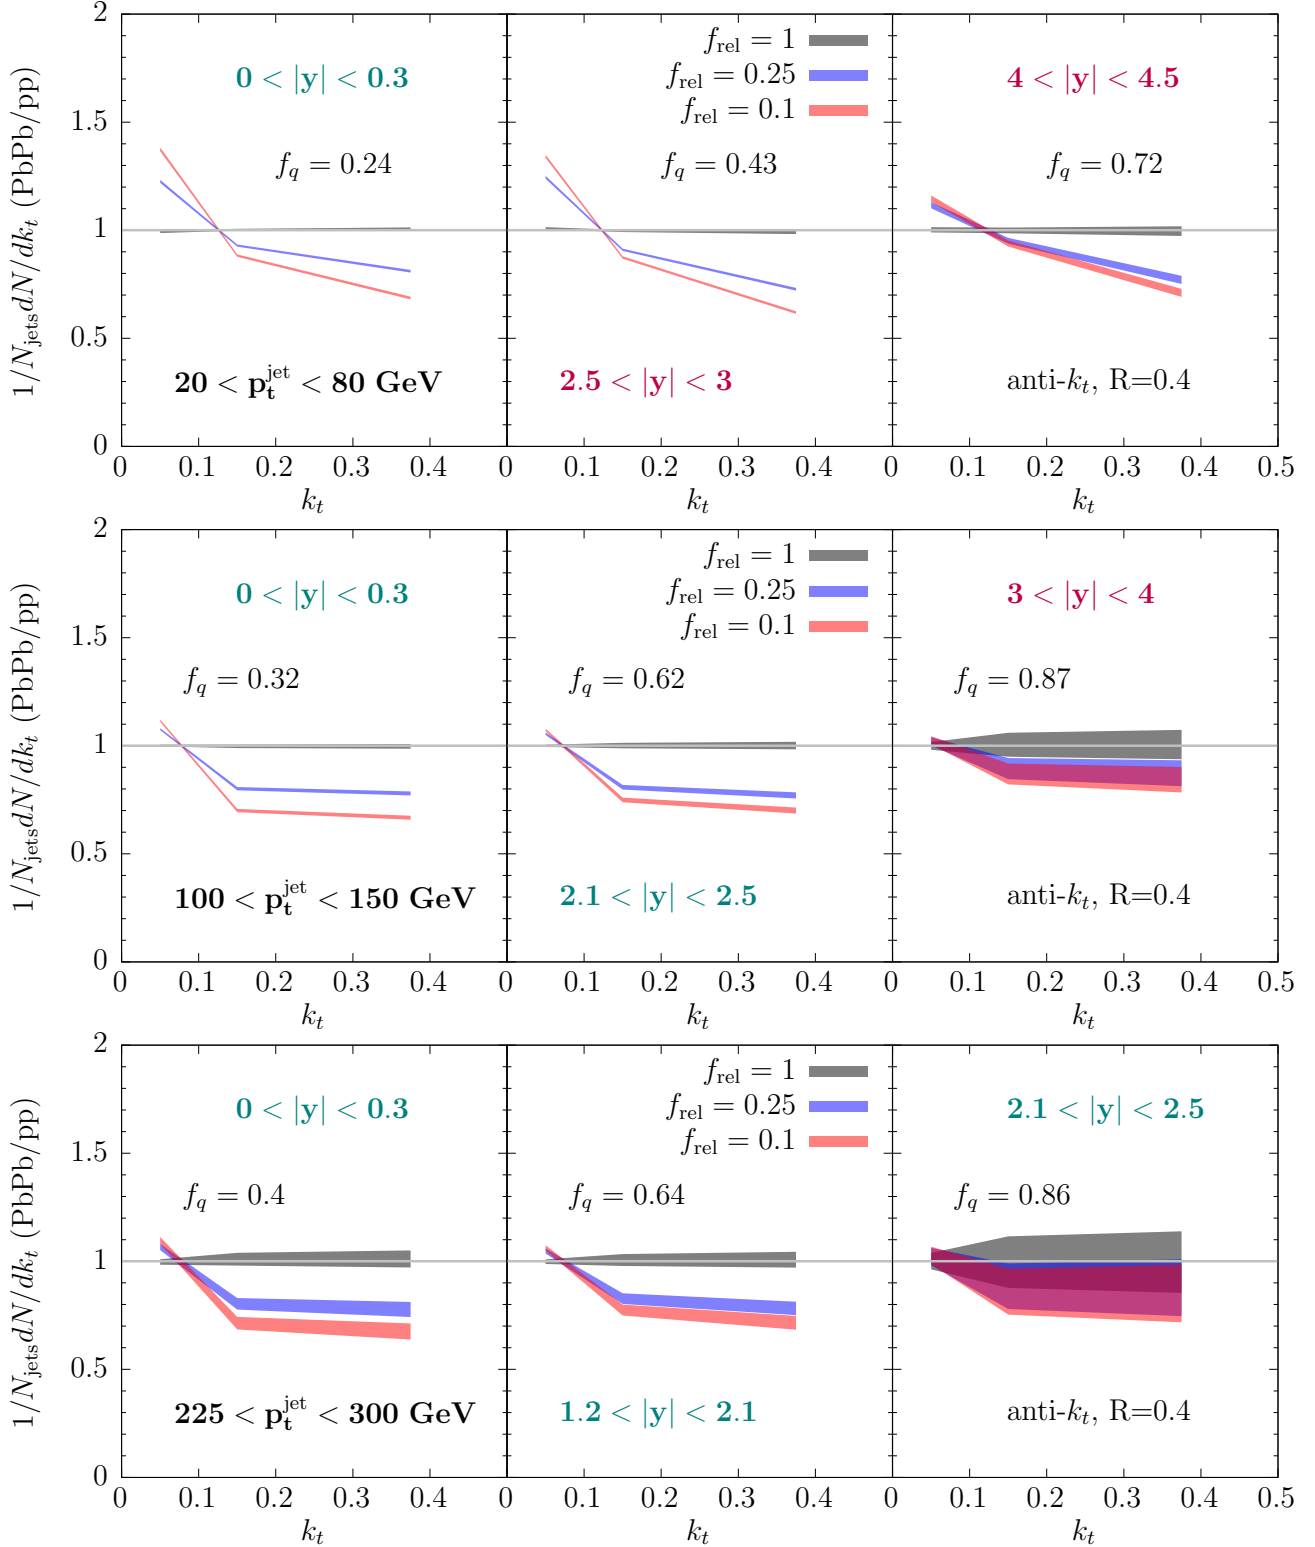 1/N_jets dN/dk_t (PbPb/pp)
2
1.5
1
0.5
0
0 < |y| < 0.3
f_q = 0.24
20 < p_t^jet < 80 GeV
f_rel = 1
f_rel = 0.25
f_rel = 0.1
f_q = 0.43
2.5 < |y| < 3
4 < |y| < 4.5
f_q = 0.72
anti-k_t, R=0.4
0 0.1 0.2 0.3 0.4 0 0.1 0.2 0.3 0.4 0 0.1 0.2 0.3 0.4 0.5
k_t k_t k_t
1/N_jets dN/dk_t (PbPb/pp)
2
1.5
1
0.5
0
0 < |y| < 0.3
f_q = 0.32
100 < p_t^jet < 150 GeV
f_rel = 1
f_rel = 0.25
f_rel = 0.1
f_q = 0.62
2.1 < |y| < 2.5
3 < |y| < 4
f_q = 0.87
anti-k_t, R=0.4
0 0.1 0.2 0.3 0.4 0 0.1 0.2 0.3 0.4 0 0.1 0.2 0.3 0.4 0.5
k_t k_t k_t
1/N_jets dN/dk_t (PbPb/pp)
2
1.5
1
0.5
0
0 < |y| < 0.3
f_q = 0.4
225 < p_t^jet < 300 GeV
f_rel = 1
f_rel = 0.25
f_rel = 0.1
f_q = 0.64
1.2 < |y| < 2.1
2.1 < |y| < 2.5
f_q = 0.86
anti-k_t, R=0.4
0 0.1 0.2 0.3 0.4 0 0.1 0.2 0.3 0.4 0 0.1 0.2 0.3 0.4 0.5
k_t k_t k_t